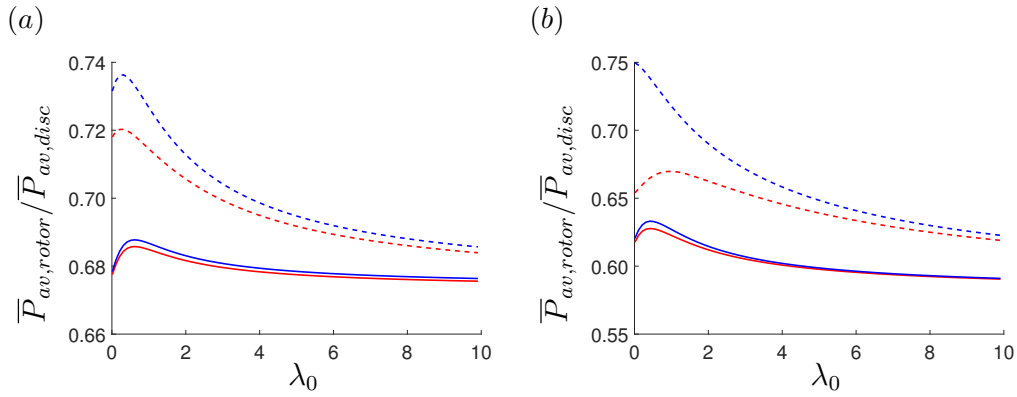 (a)
0.74
0.72
0.70
0.68
0.66
0 2 4 6 8 10
λ₀
P̅_{av,rotor}/P̅_{av,disc}
(b)
0.75
0.70
0.65
0.60
0.55
0 2 4 6 8 10
λ₀
P̅_{av,rotor}/P̅_{av,disc}